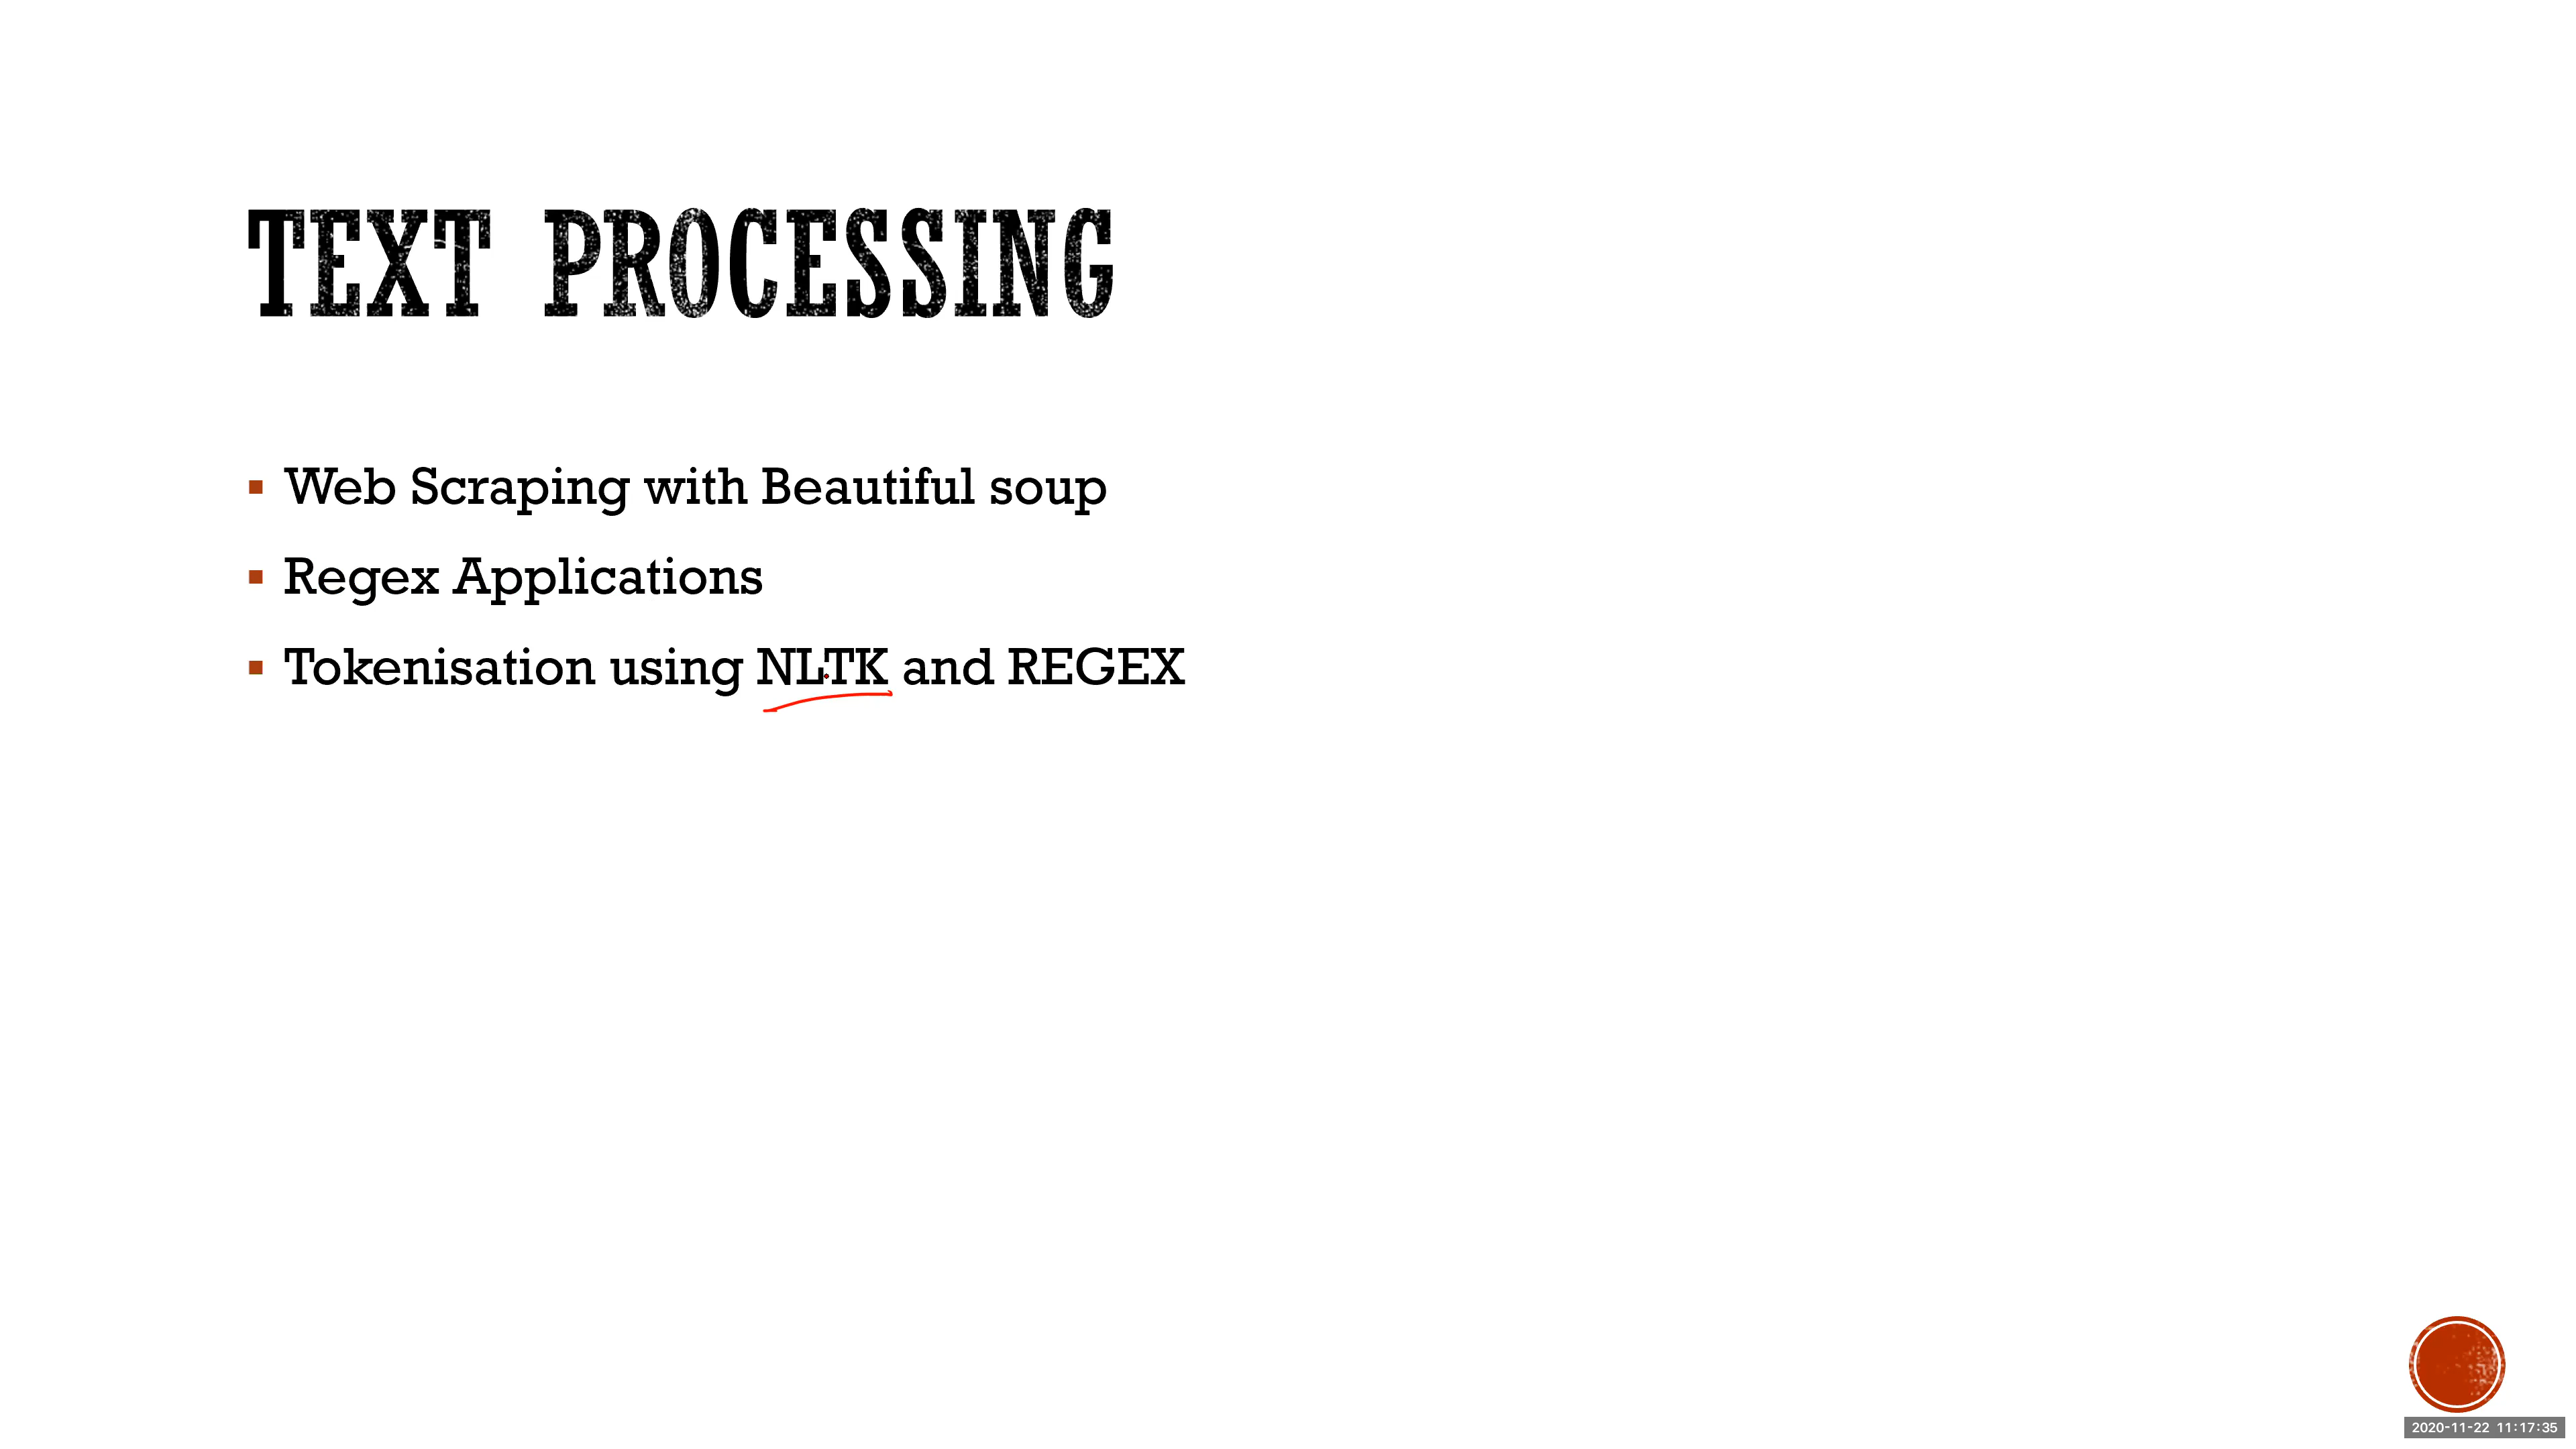 TEXT PROCESSING
Web Scraping with Beautiful soup
Regex Applications
Tokenisation using NLTK and REGEX
2020-11-22 11:17:35